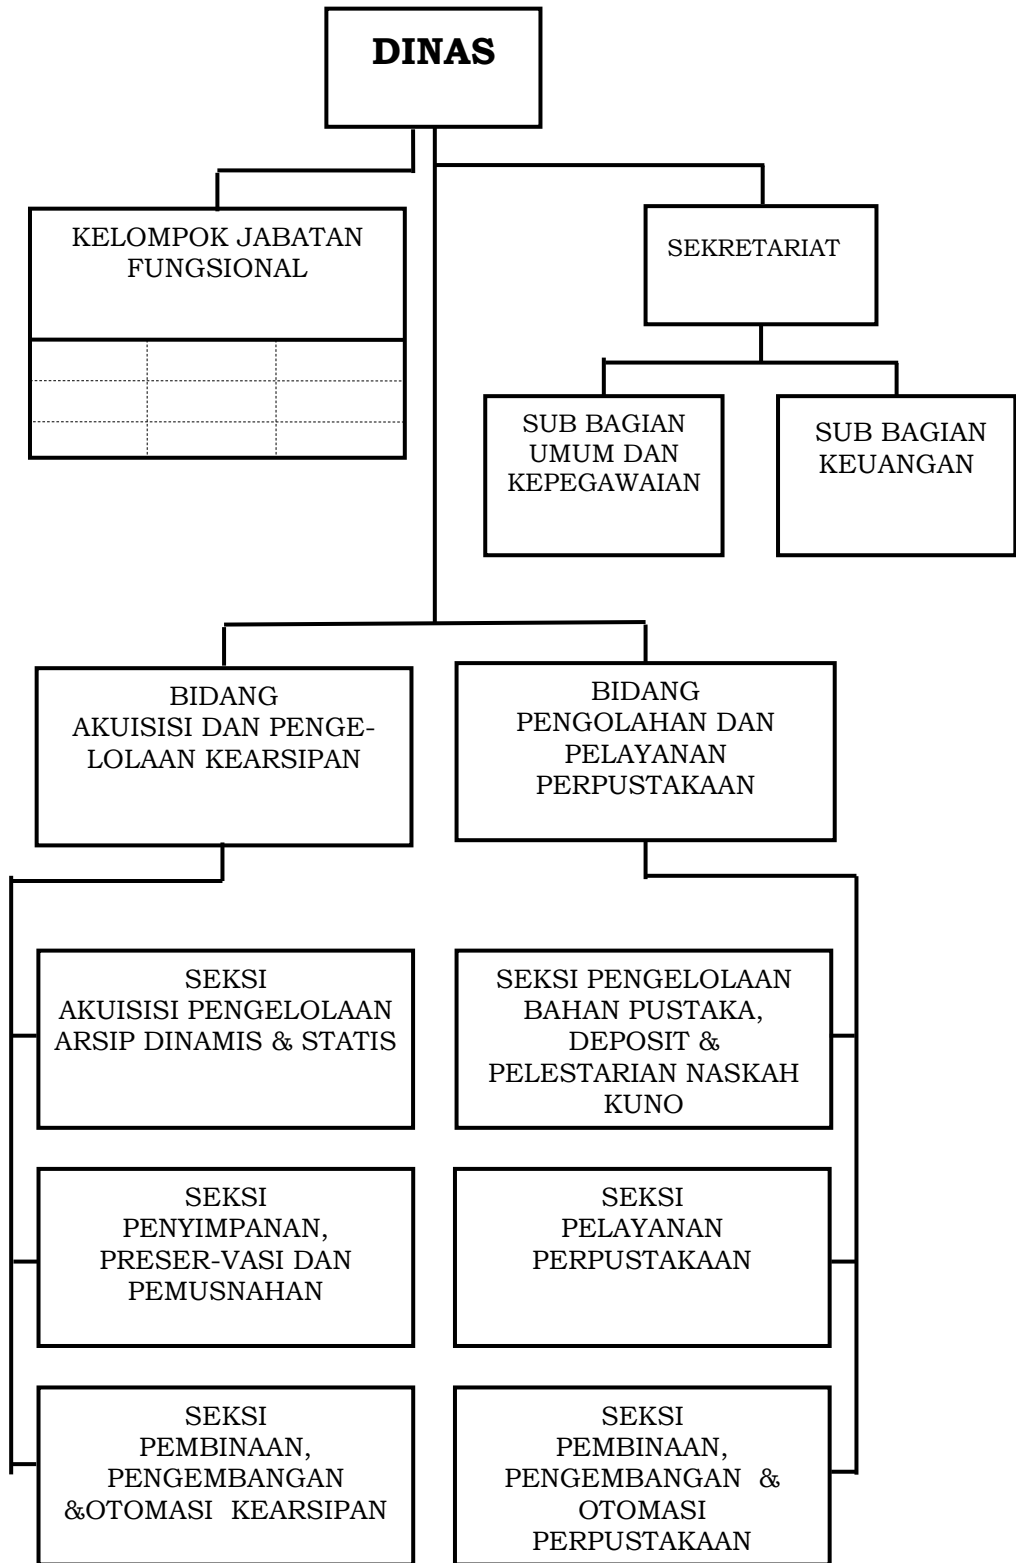 DINAS
KELOMPOK JABATAN
FUNGSIONAL
SEKRETARIAT
SUB BAGIAN
UMUM DAN
KEPEGAWAIAN
SUB BAGIAN
KEUANGAN
BIDANG
AKUISISI DAN PENGE-
LOLAAN KEARSIPAN
BIDANG
PENGOLAHAN DAN
PELAYANAN
PERPUSTAKAAN
SEKSI
AKUISISI PENGELOLAAN
ARSIP DINAMIS & STATIS
SEKSI PENGELOLAAN
BAHAN PUSTAKA,
DEPOSIT &
PELESTARIAN NASKAH
KUNO
SEKSI
PENYIMPANAN,
PRESER-VASI DAN
PEMUSNAHAN
SEKSI
PELAYANAN
PERPUSTAKAAN
SEKSI
PEMBINAAN,
PENGEMBANGAN
&OTOMASI  KEARSIPAN
SEKSI
PEMBINAAN,
PENGEMBANGAN  &
OTOMASI
PERPUSTAKAAN